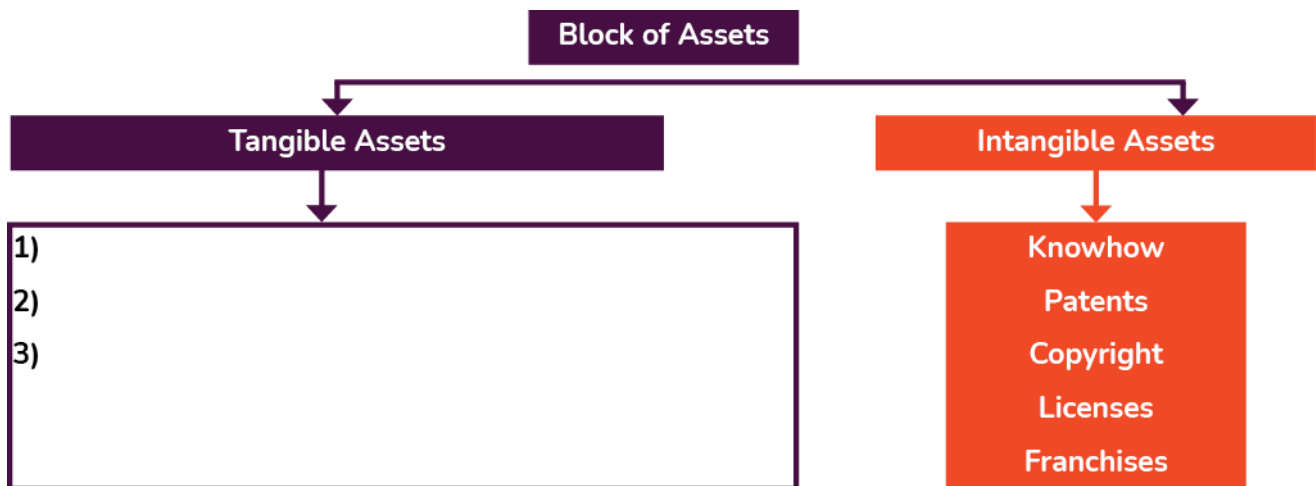 Block of Assets
Tangible Assets
1)
2)
3)
Intangible Assets
Knowhow
Patents
Copyright
Licenses
Franchises